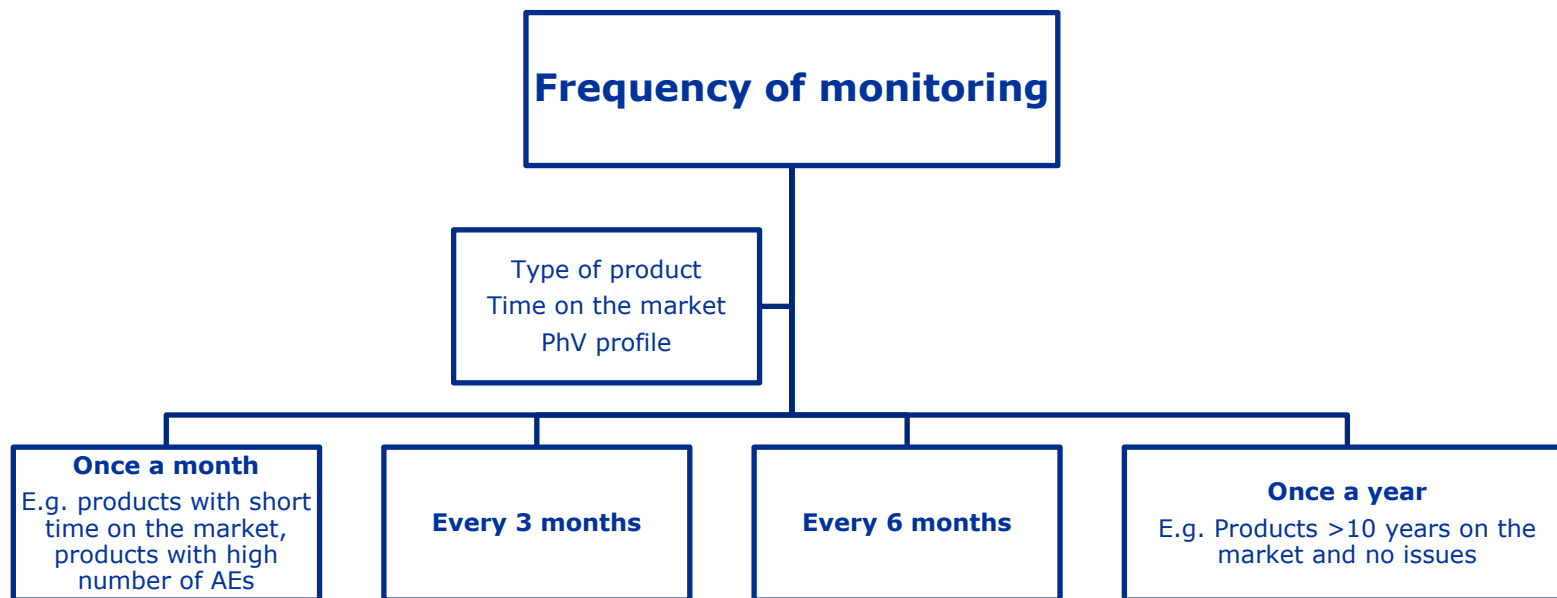 Frequency of monitoring
Type of product
Time on the market
PhV profile
Once a month
E.g. products with short
time on the market,
products with high
number of AEs
Every 3 months
Every 6 months
Once a year
E.g. Products >10 years on the
market and no issues